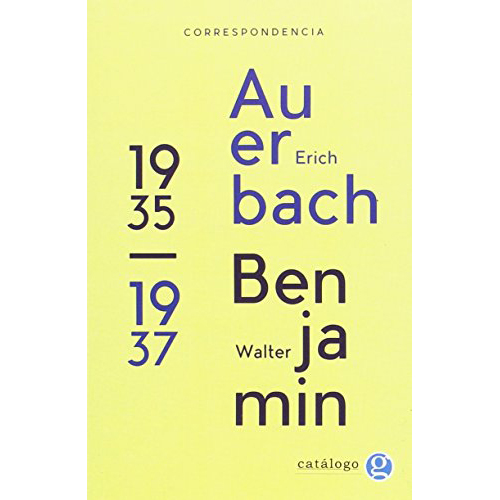 CORRESPONDENCIA
Au
er
Erich
bach
19
35
19
37
Ben
Walter
ja
min
catálogo g